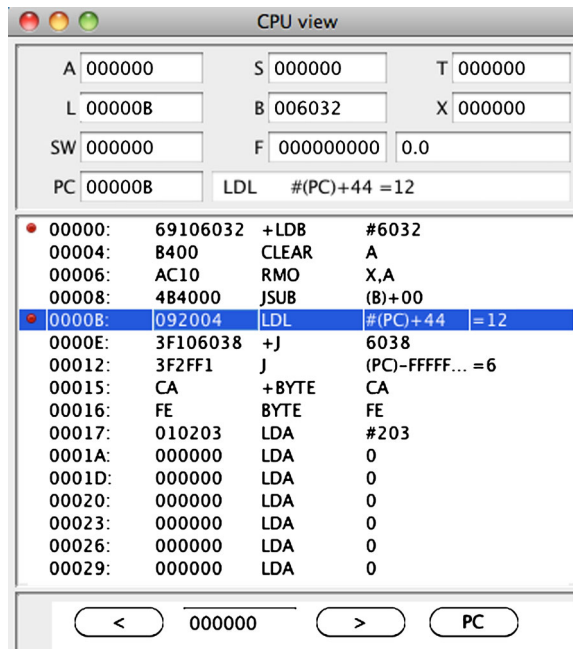 CPU view
A 000000 S 000000 T 000000
L 00000B B 006032 X 000000
SW 000000 F 000000000 0.0
PC 00000B LDL #(PC)+44 =12
00000: 69106032 +LDB #6032
00004: B400 CLEAR A
00006: AC10 RMO X,A
00008: 4B4000 JSUB (B)+00
0000B: 092004 LDL #(PC)+44 =12
0000E: 3F106038 +J 6038
00012: 3F2FF1 J (PC)-FFFFF... =6
00015: CA +BYTE CA
00016: FE BYTE FE
00017: 010203 LDA #203
0001A: 000000 LDA 0
0001D: 000000 LDA 0
00020: 000000 LDA 0
00023: 000000 LDA 0
00026: 000000 LDA 0
00029: 000000 LDA 0
< 000000 > PC